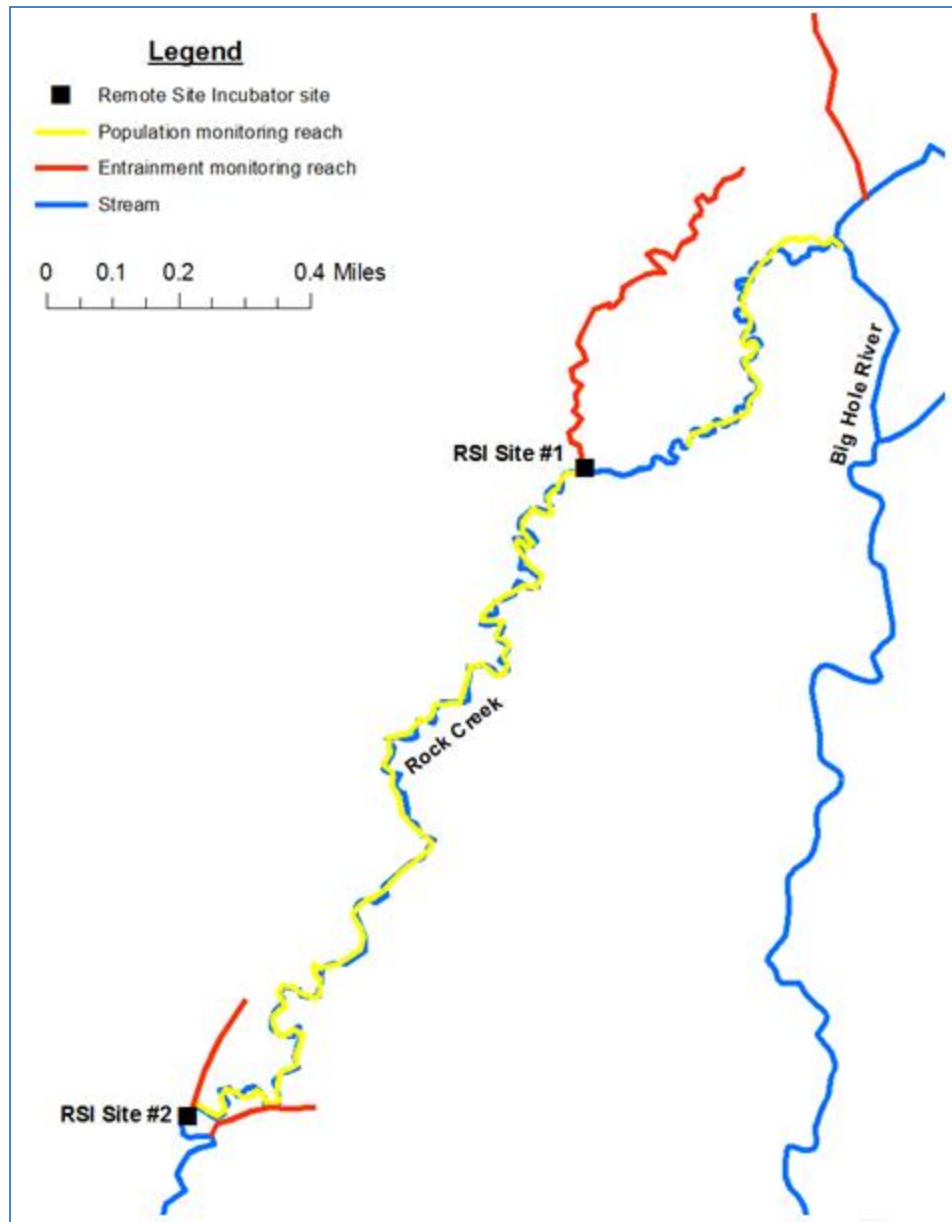 Legend
Remote Site Incubator site
Population monitoring reach
Entrainment monitoring reach
Stream
0 0.1 0.2 0.4 Miles
Big Hole River
RSI Site #1
Rock Creek
RSI Site #2